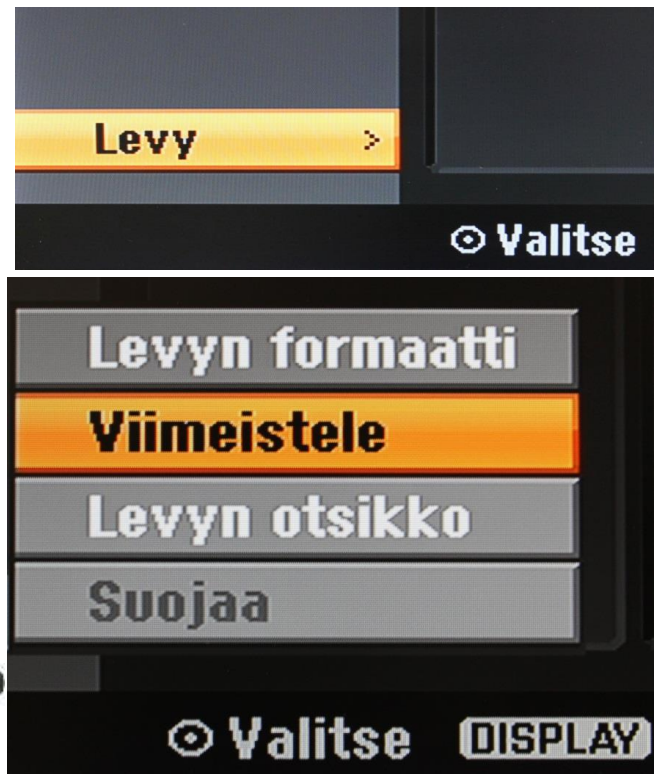 Levy >
⊙ Valitse
Levyn formaatti
Viimeistele
Levyn otsikko
Suojaa
⊙ Valitse DISPLAY